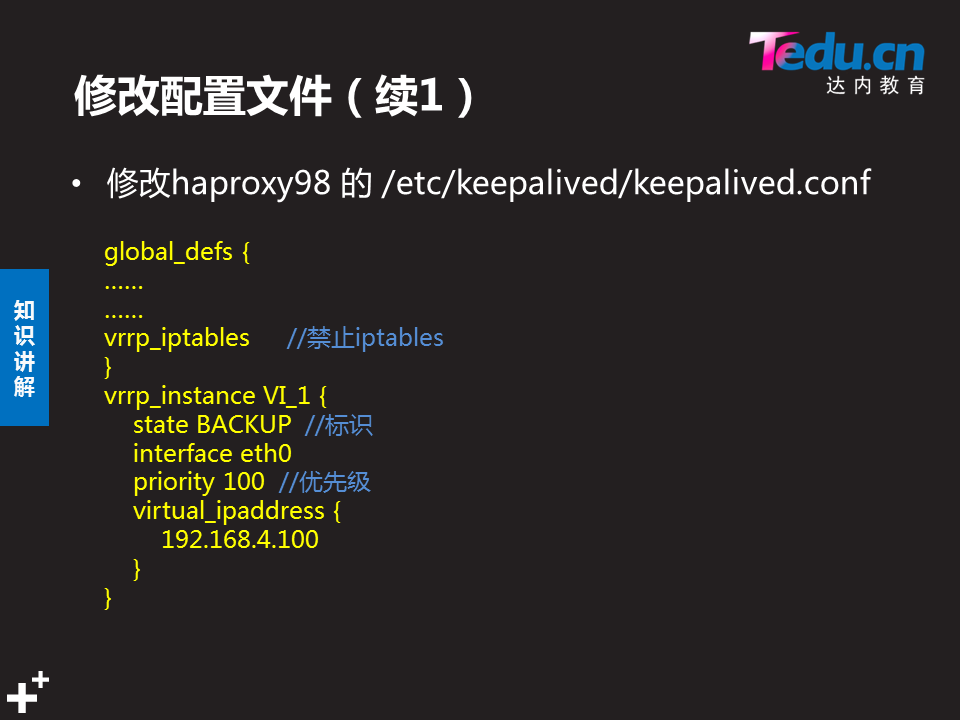 Tedu.cn
达内教育
修改配置文件（续1）
• 修改haproxy98 的 /etc/keepalived/keepalived.conf
global_defs {
......
......
vrrp_iptables //禁止iptables
}
vrrp_instance VI_1 {
state BACKUP //标识
interface eth0
priority 100 //优先级
virtual_ipaddress {
192.168.4.100
}
}
知识讲解